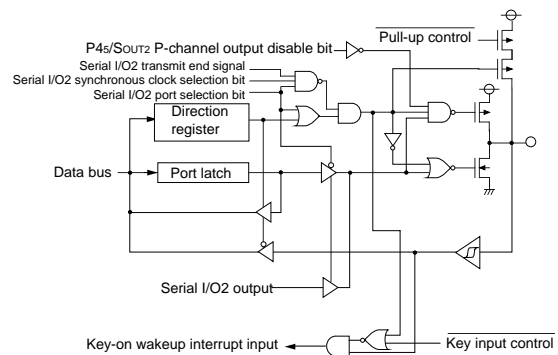 Pull-up control
P45/SOUT2 P-channel output disable bit
Serial I/O2 transmit end signal
Serial I/O2 synchronous clock selection bit
Serial I/O2 port selection bit
Direction
register
Data bus
Port latch
Serial I/O2 output
Key-on wakeup interrupt input
Key input control